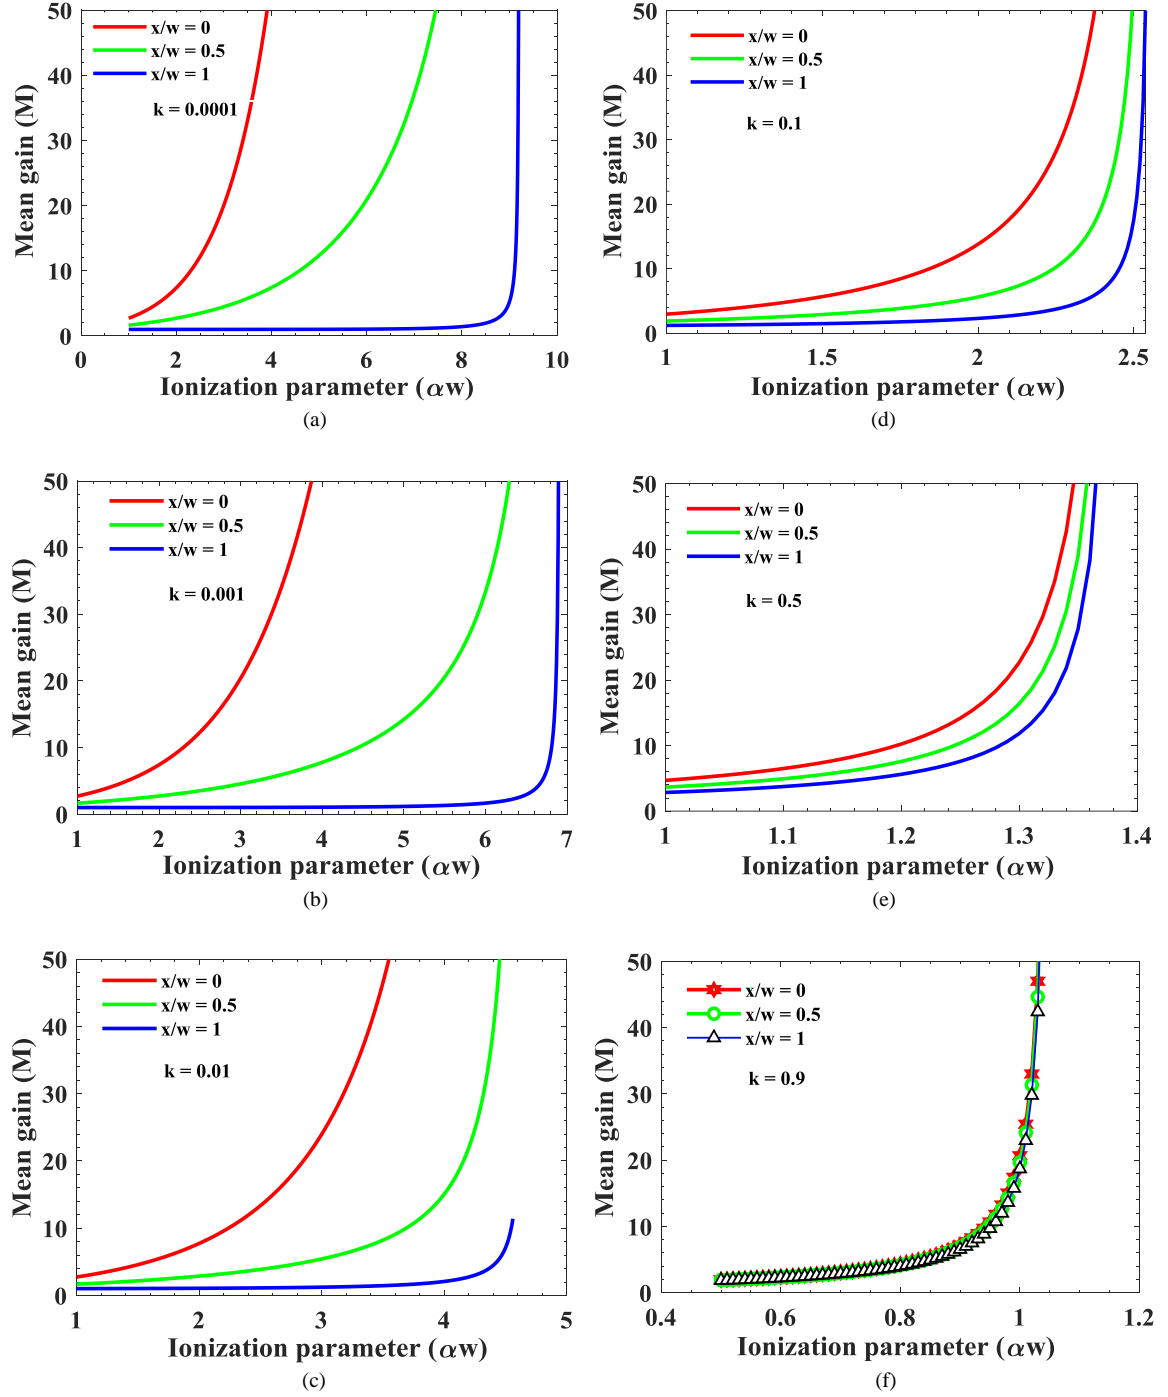 50
40
30
20
10
0
Mean gain (M)
x/w = 0
x/w = 0.5
x/w = 1
k = 0.0001
0 2 4 6 8 10
Ionization parameter (αw)
(a)
50
40
30
20
10
0
Mean gain (M)
x/w = 0
x/w = 0.5
x/w = 1
k = 0.1
1 1.5 2 2.5
Ionization parameter (αw)
(d)
50
40
30
20
10
0
Mean gain (M)
x/w = 0
x/w = 0.5
x/w = 1
k = 0.001
1 2 3 4 5 6 7
Ionization parameter (αw)
(b)
50
40
30
20
10
0
Mean gain (M)
x/w = 0
x/w = 0.5
x/w = 1
k = 0.5
1 1.1 1.2 1.3 1.4
Ionization parameter (αw)
(e)
50
40
30
20
10
0
Mean gain (M)
x/w = 0
x/w = 0.5
x/w = 1
k = 0.01
1 2 3 4 5
Ionization parameter (αw)
(c)
50
40
30
20
10
0
Mean gain (M)
x/w = 0
x/w = 0.5
x/w = 1
k = 0.9
0.4 0.6 0.8 1 1.2
Ionization parameter (αw)
(f)